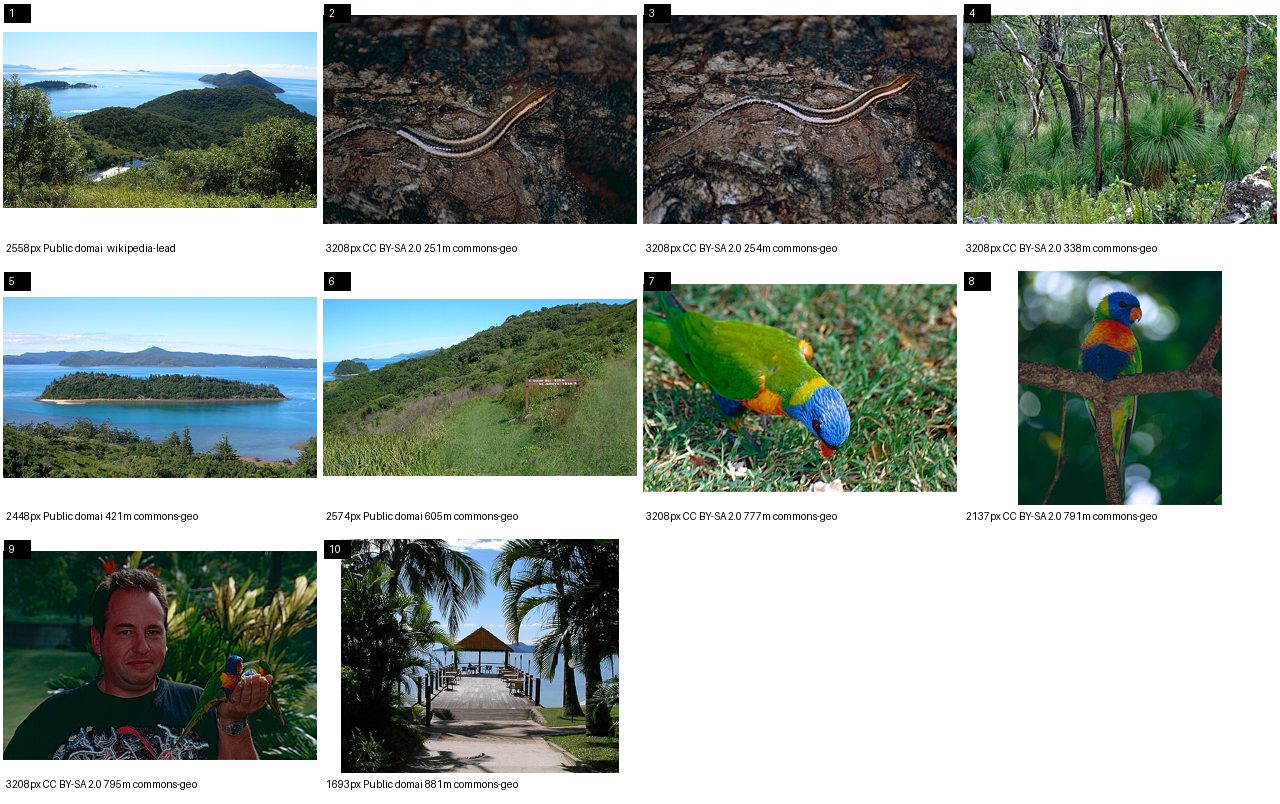 1
2
3
4
2558px Public domai wikipedia-lead
3208px CC BY-SA 2.0 251m commons-geo
3208px CC BY-SA 2.0 254m commons-geo
3208px CC BY-SA 2.0 338m commons-geo
5
6
7
8
2448px Public domai 421m commons-geo
2574px Public domai 605m commons-geo
3208px CC BY-SA 2.0 777m commons-geo
2137px CC BY-SA 2.0 791m commons-geo
9
10
3208px CC BY-SA 2.0 795m commons-geo
1693px Public domai 881m commons-geo